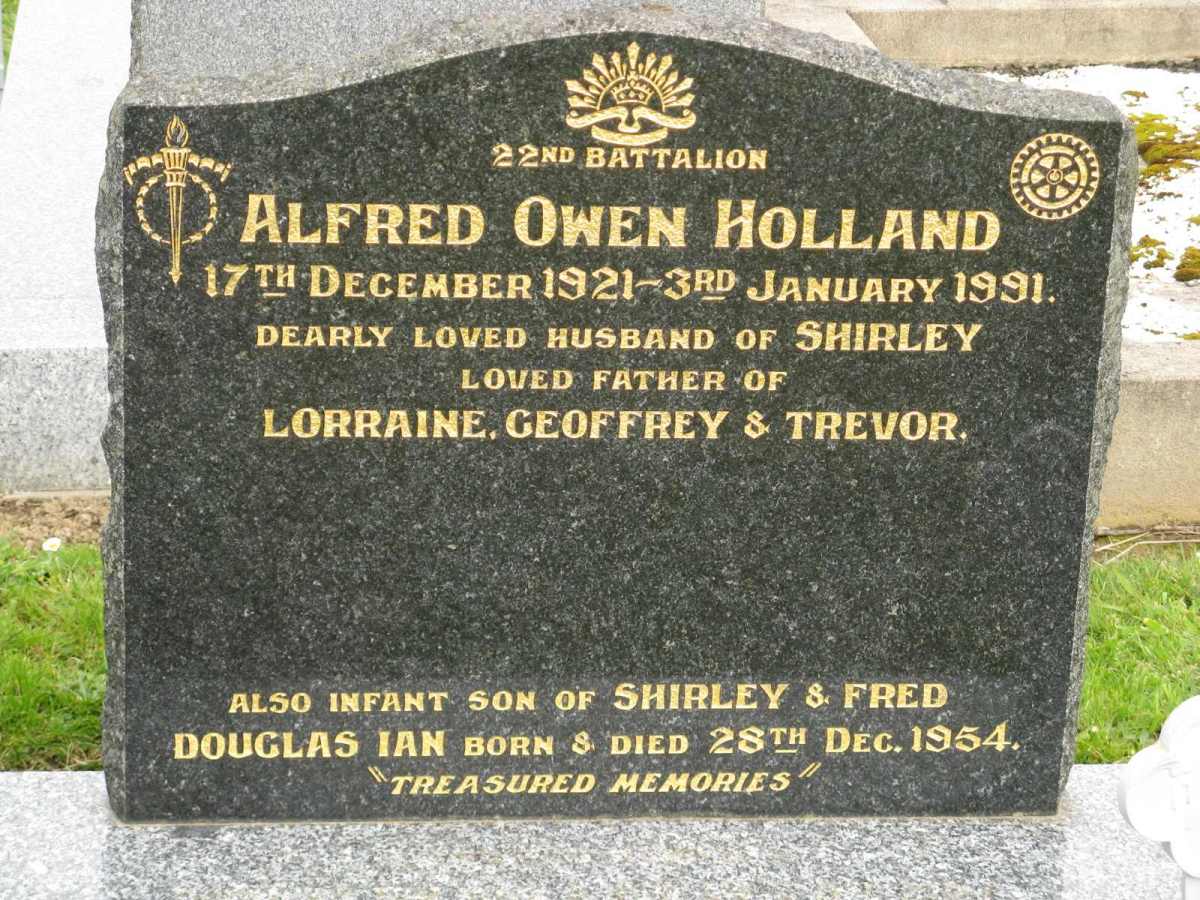 22ND BATTALION
ALFRED OWEN HOLLAND
17TH DECEMBER 1921-3RD JANUARY 1991.
DEARLY LOVED HUSBAND OF SHIRLEY
LOVED FATHER OF
LORRAINE, GEOFFREY & TREVOR.
ALSO INFANT SON OF SHIRLEY & FRED
DOUGLAS IAN BORN & DIED 28TH DEC. 1954.
"TREASURED MEMORIES"